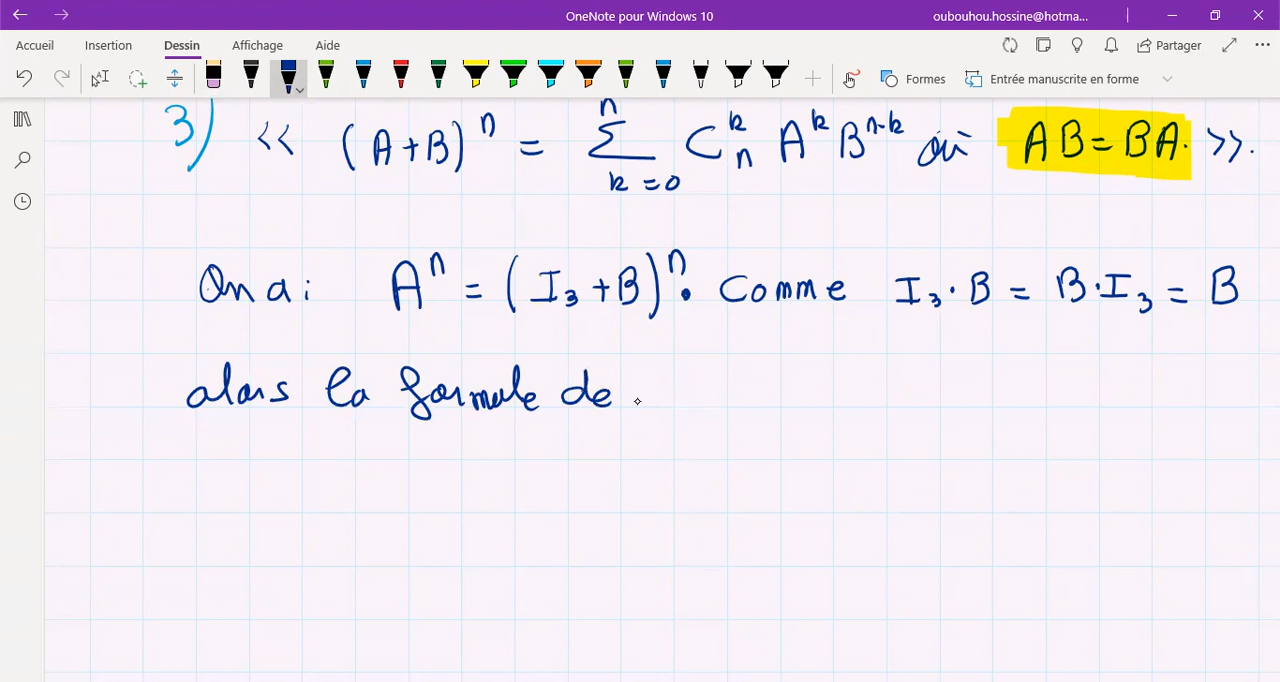 OneNote pour Windows 10
oubouhou.hossine@hotma...
Accueil Insertion Dessin Affichage Aide
Partager
Formes Entrée manuscrite en forme
3) << (A+B)^n = \sum_{k=0}^{n} C_n^k A^k B^{n-k} où AB = BA. >>.
On a : A^n = (I_3 + B)^n. Comme I_3 · B = B · I_3 = B
alors la formule de